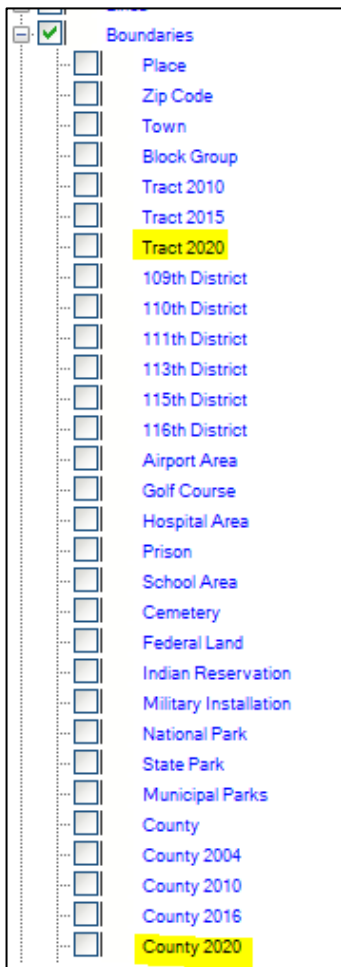 Boundaries
Place
Zip Code
Town
Block Group
Tract 2010
Tract 2015
Tract 2020
109th District
110th District
111th District
113th District
115th District
116th District
Airport Area
Golf Course
Hospital Area
Prison
School Area
Cemetery
Federal Land
Indian Reservation
Military Installation
National Park
State Park
Municipal Parks
County
County 2004
County 2010
County 2016
County 2020